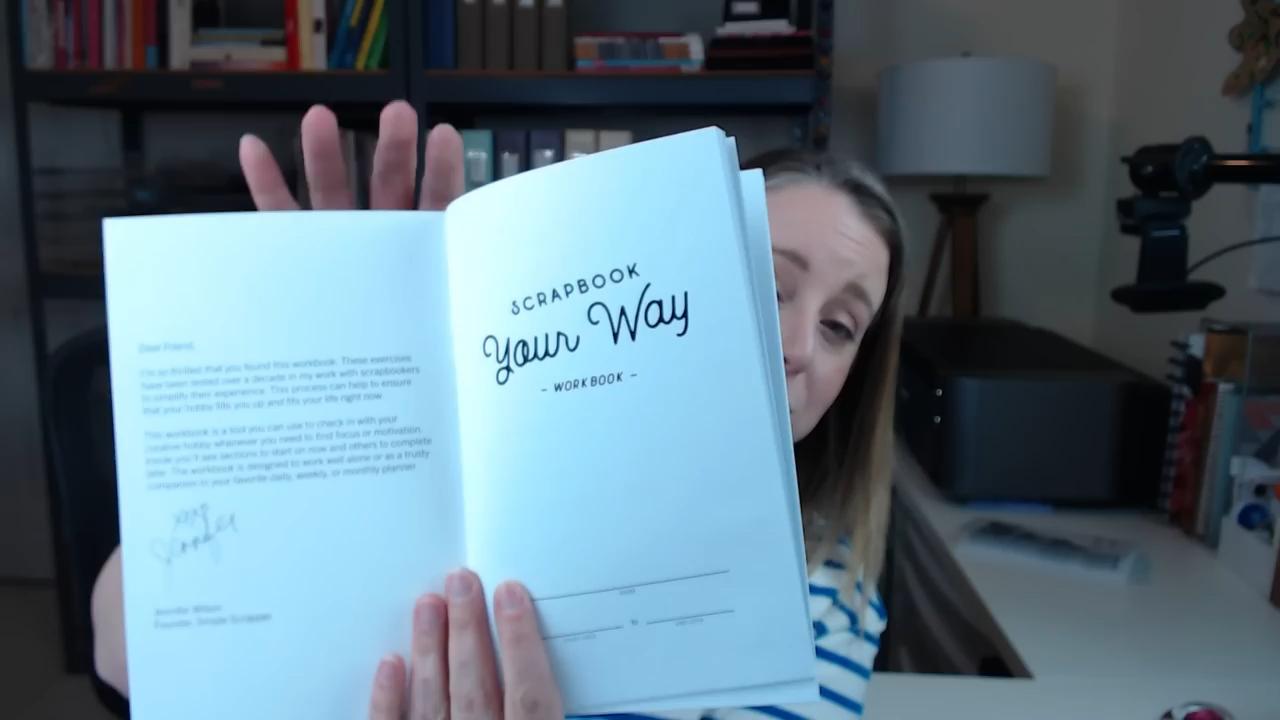 Dear Friend,
I'm so thrilled that you found this workbook. These exercises
have been tested over a decade in my work with scrapbookers
to simplify their experience. This process can help to ensure
that your hobby fills you up and fits your life right now.
This workbook is a tool you can use to check in with your
creative hobby whenever you need to find focus or motivation.
Inside you'll see sections to start on now and others to complete
later. The workbook is designed to work well alone or as a trusty
companion to your favorite daily, weekly, or monthly planner.
Jennifer Wilson
Founder, Simple Scrapper
SCRAPBOOK
Your Way
- WORKBOOK -
to